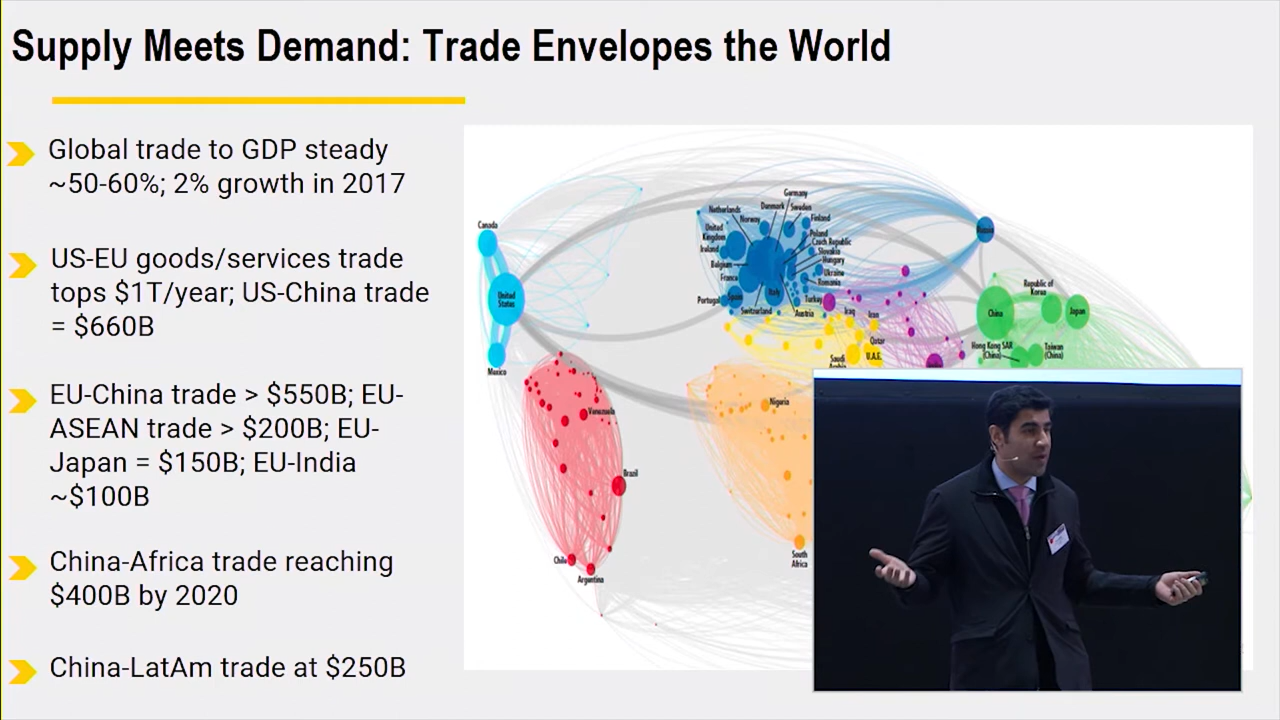 Supply Meets Demand: Trade Envelopes the World
Global trade to GDP steady
~50-60%; 2% growth in 2017
US-EU goods/services trade
tops $1T/year; US-China trade
= $660B
EU-China trade > $550B; EU-
ASEAN trade > $200B; EU-
Japan = $150B; EU-India
~$100B
China-Africa trade reaching
$400B by 2020
China-LatAm trade at $250B
Canada
United
States
Mexico
Venezuela
Brazil
Chile
Argentina
Germany
Netherlands
Denmark
Sweden
Norway
Finland
United
Kingdom
Poland
Ireland
Czech Republic
Slovakia
Hungary
Belgium
Ukraine
France
Romania
Italy
Portugal
Spain
Turkey
Switzerland
Austria
Russia
Iraq
Iran
Qatar
Saudi
U.A.E.
Nigeria
South
Africa
China
Republic of
Korea
Japan
Hong Kong SAR
(China)
Taiwan
(China)